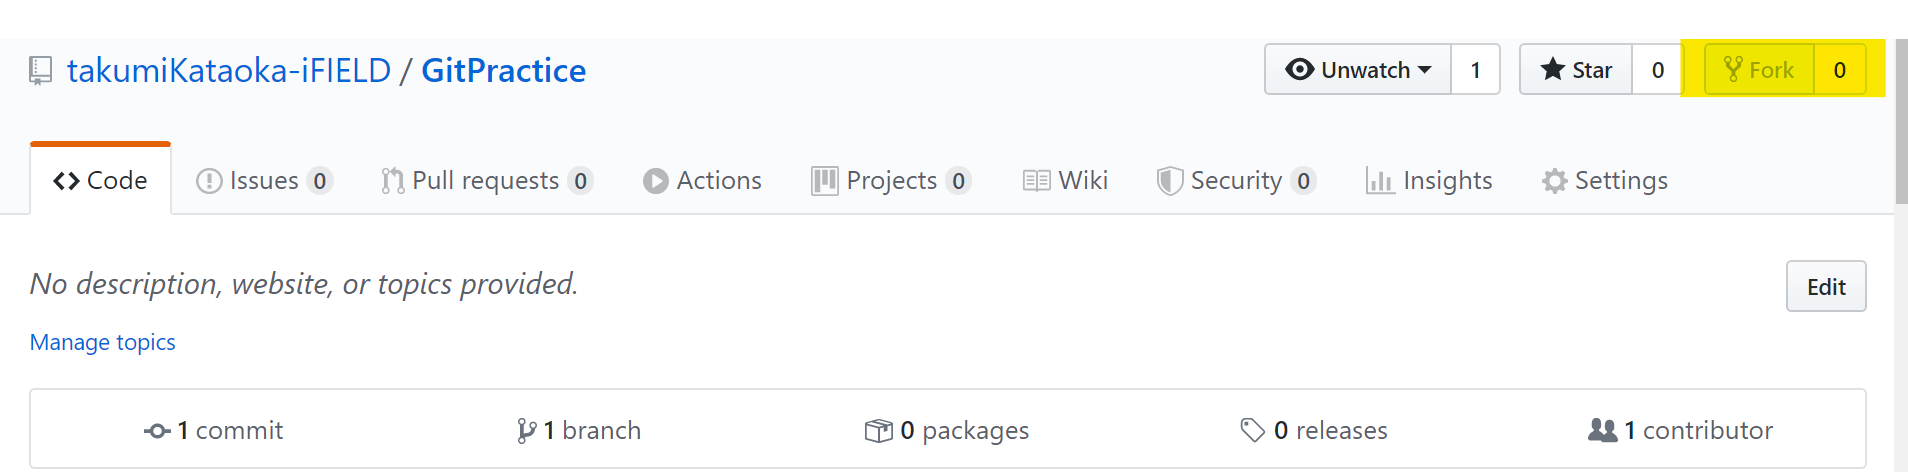 takumiKataoka-iFIELD / GitPractice Unwatch 1 Star 0 Fork 0
Code Issues 0 Pull requests 0 Actions Projects 0 Wiki Security 0 Insights Settings
No description, website, or topics provided. Edit
Manage topics
1 commit 1 branch 0 packages 0 releases 1 contributor